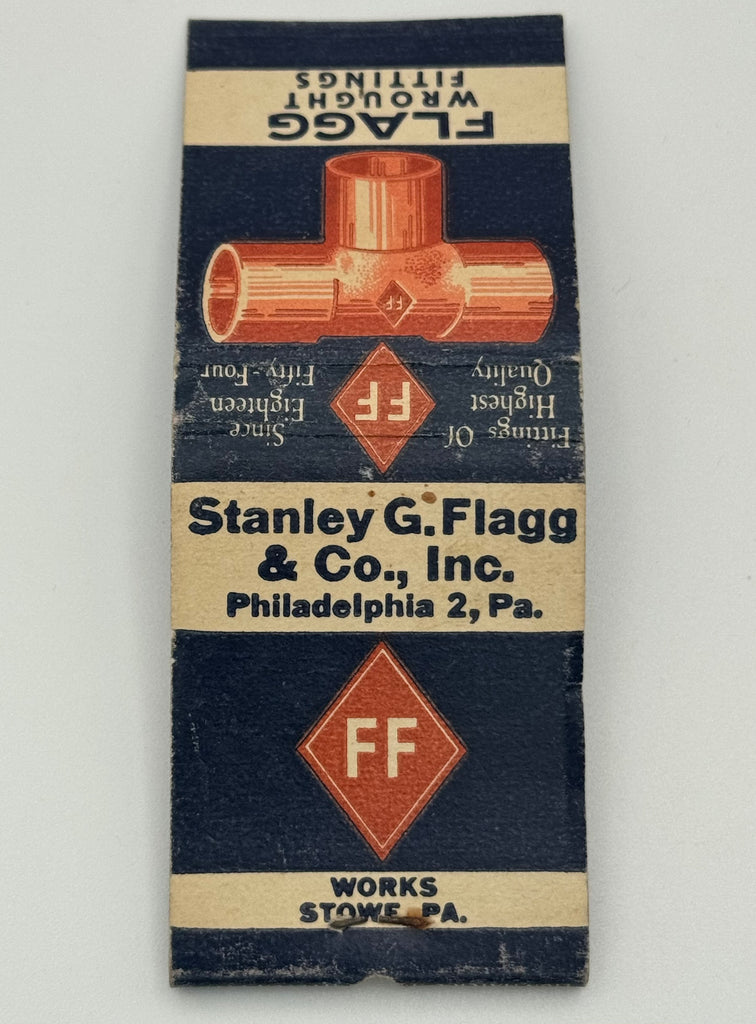 Fittings Of
Highest
Quality
FF
Since
Eighteen
Fifty-Four
FF
FLAGG
WROUGHT
FITTINGS
Stanley G. Flagg
& Co., Inc.
Philadelphia 2, Pa.
FF
WORKS
STOWE, PA.